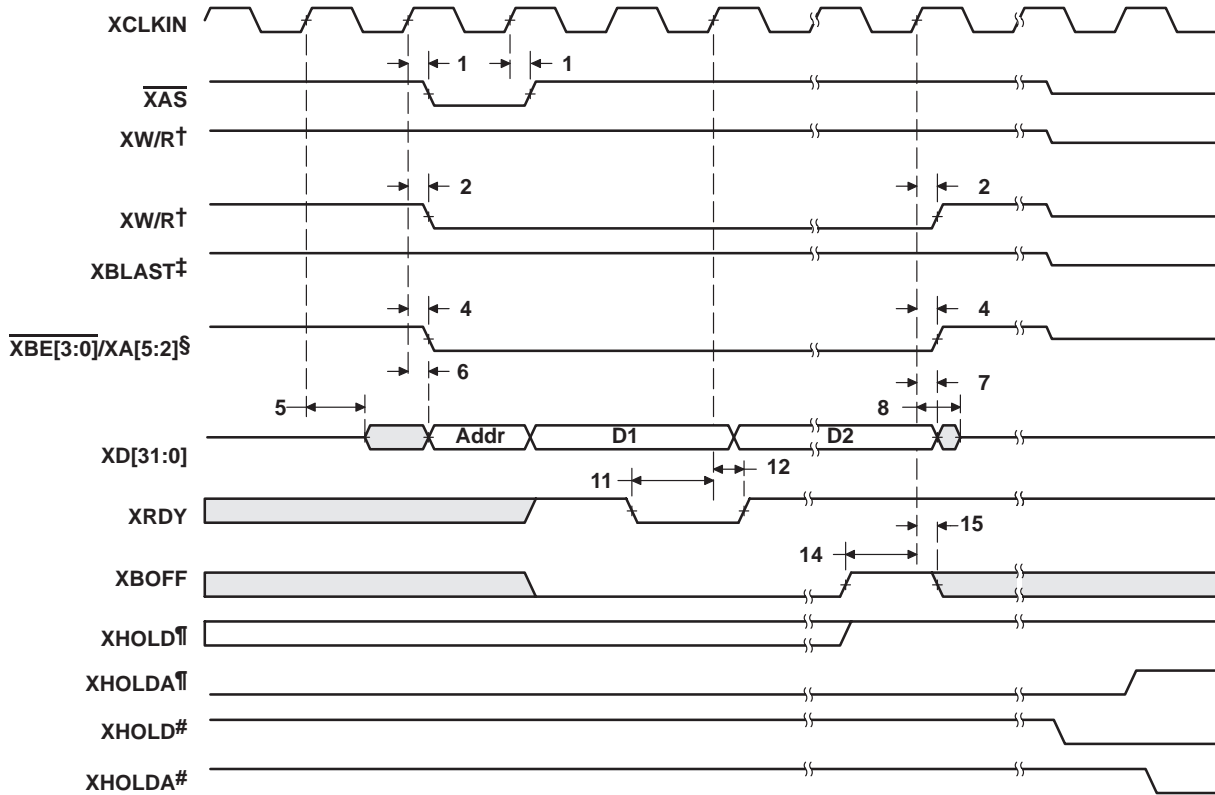 XCLKIN
1 1
XAS
XW/R†
2 2
XW/R†
XBLAST‡
4 4
XBE[3:0]/XA[5:2]§
6 7
5 8
Addr D1 D2
XD[31:0]
11 12
XRDY
15
14
XBOFF
XHOLD¶
XHOLDA¶
XHOLD#
XHOLDA#